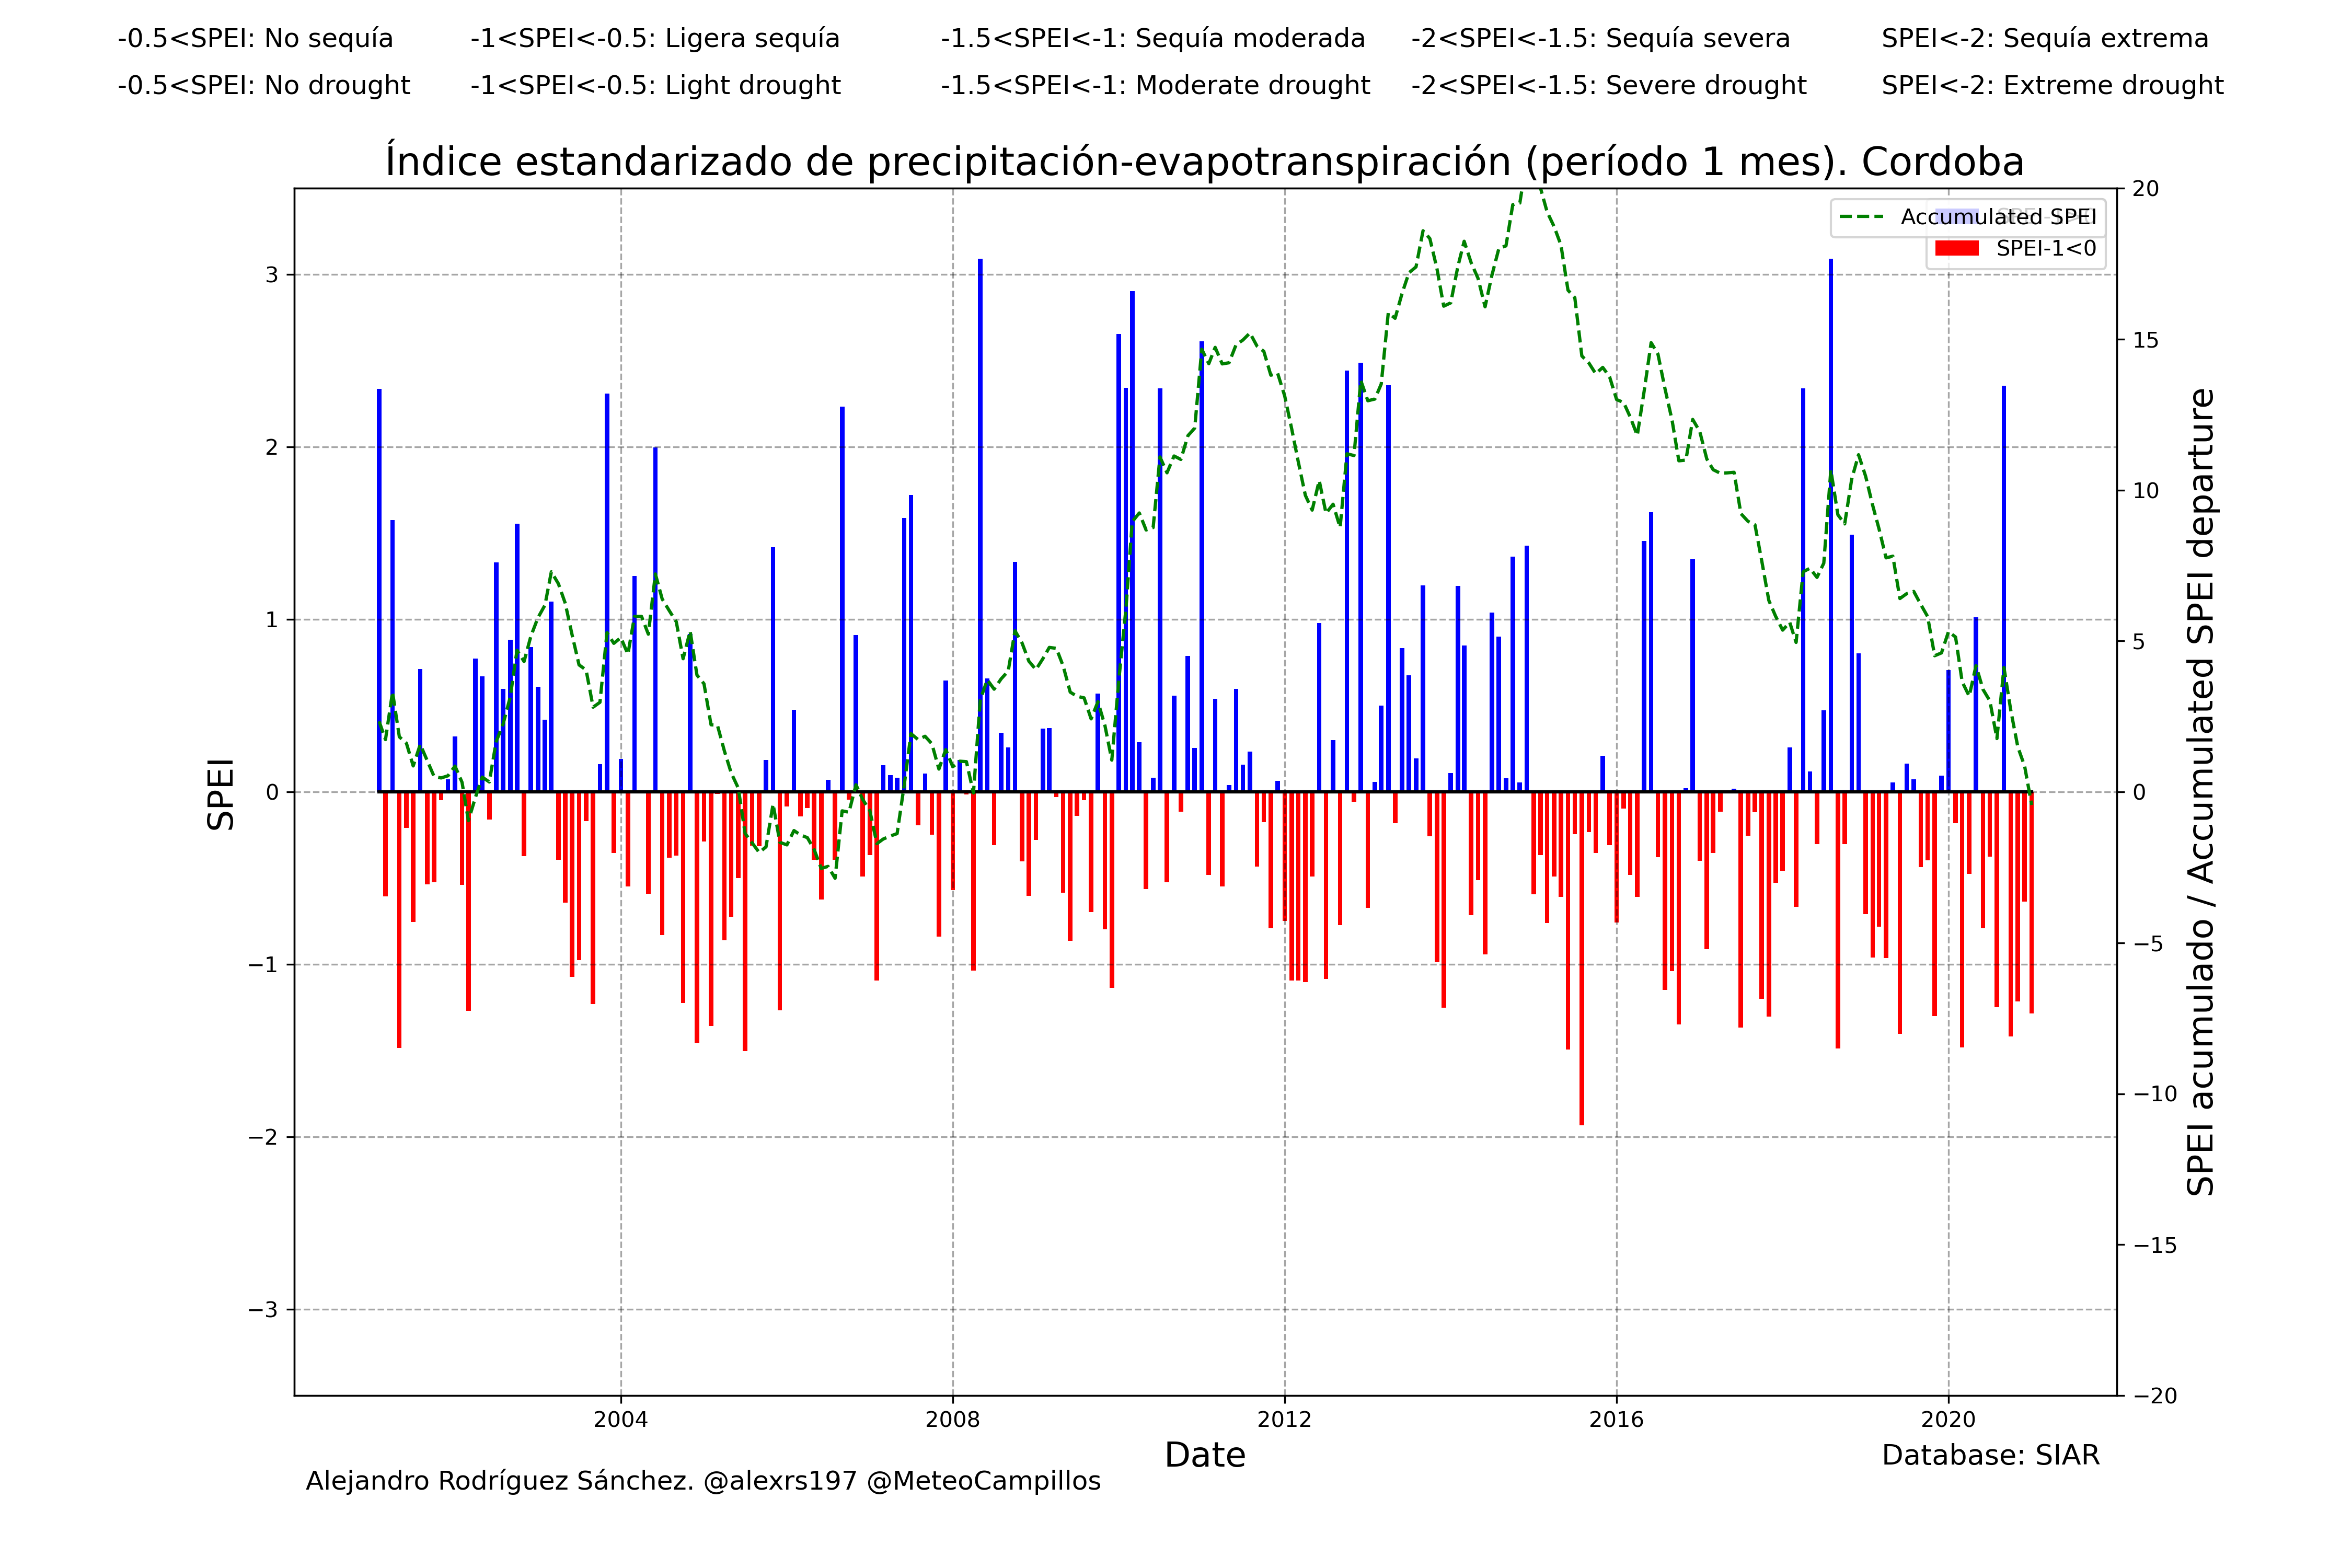 -0.5<SPEI: No sequía -1<SPEI<-0.5: Ligera sequía -1.5<SPEI<-1: Sequía moderada -2<SPEI<-1.5: Sequía severa SPEI<-2: Sequía extrema
-0.5<SPEI: No drought -1<SPEI<-0.5: Light drought -1.5<SPEI<-1: Moderate drought -2<SPEI<-1.5: Severe drought SPEI<-2: Extreme drought
Índice estandarizado de precipitación-evapotranspiración (período 1 mes). Cordoba
Accumulated SPEI
SPEI-1<0
SPEI
3
2
1
0
−1
−2
−3
20
15
10
5
0
−5
−10
−15
−20
SPEI acumulado / Accumulated SPEI departure
2004 2008 2012 2016 2020
Date
Database: SIAR
Alejandro Rodríguez Sánchez. @alexrs197 @MeteoCampillos